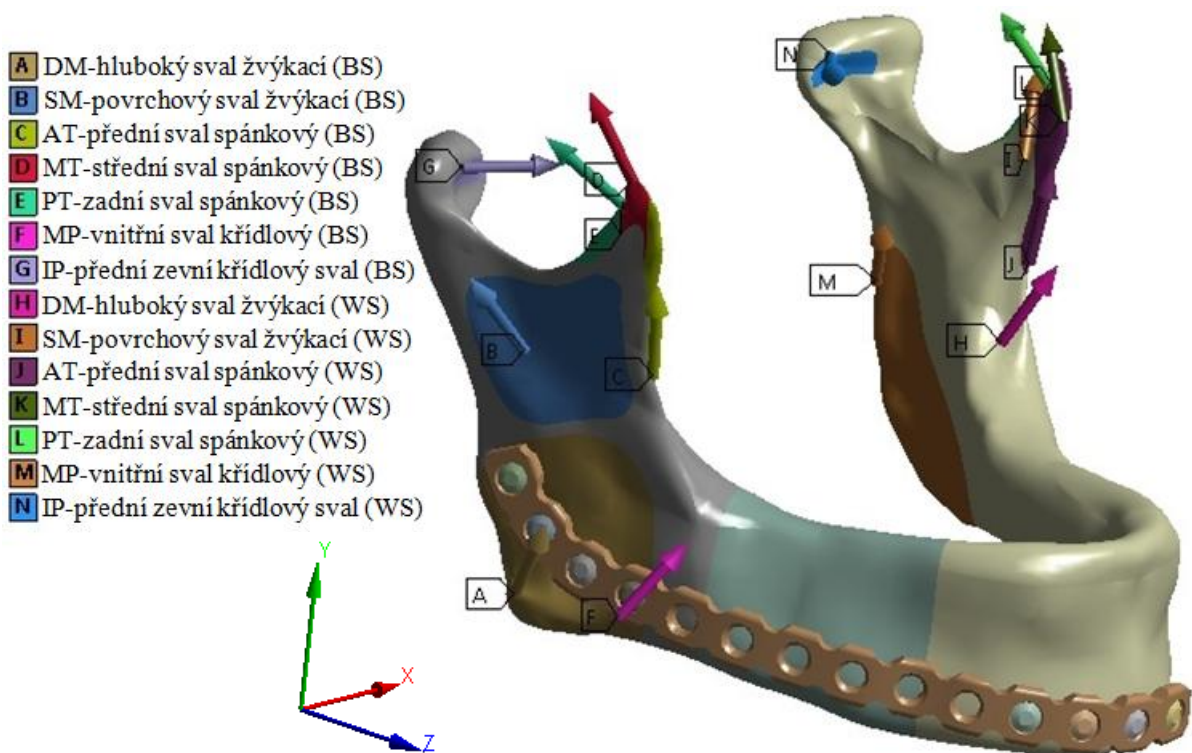 A DM-hluboký sval žvýkací (BS)
B SM-povrchový sval žvýkací (BS)
C AT-přední sval spánkový (BS)
D MT-střední sval spánkový (BS)
E PT-zadní sval spánkový (BS)
F MP-vnitřní sval křídlový (BS)
G IP-přední zevní křídlový sval (BS)
H DM-hluboký sval žvýkací (WS)
I SM-povrchový sval žvýkací (WS)
J AT-přední sval spánkový (WS)
K MT-střední sval spánkový (WS)
L PT-zadní sval spánkový (WS)
M MP-vnitřní sval křídlový (WS)
N IP-přední zevní křídlový sval (WS)
N
L
K
G
I
D
E
J
M
H
B
C
A
F
Y
X
Z